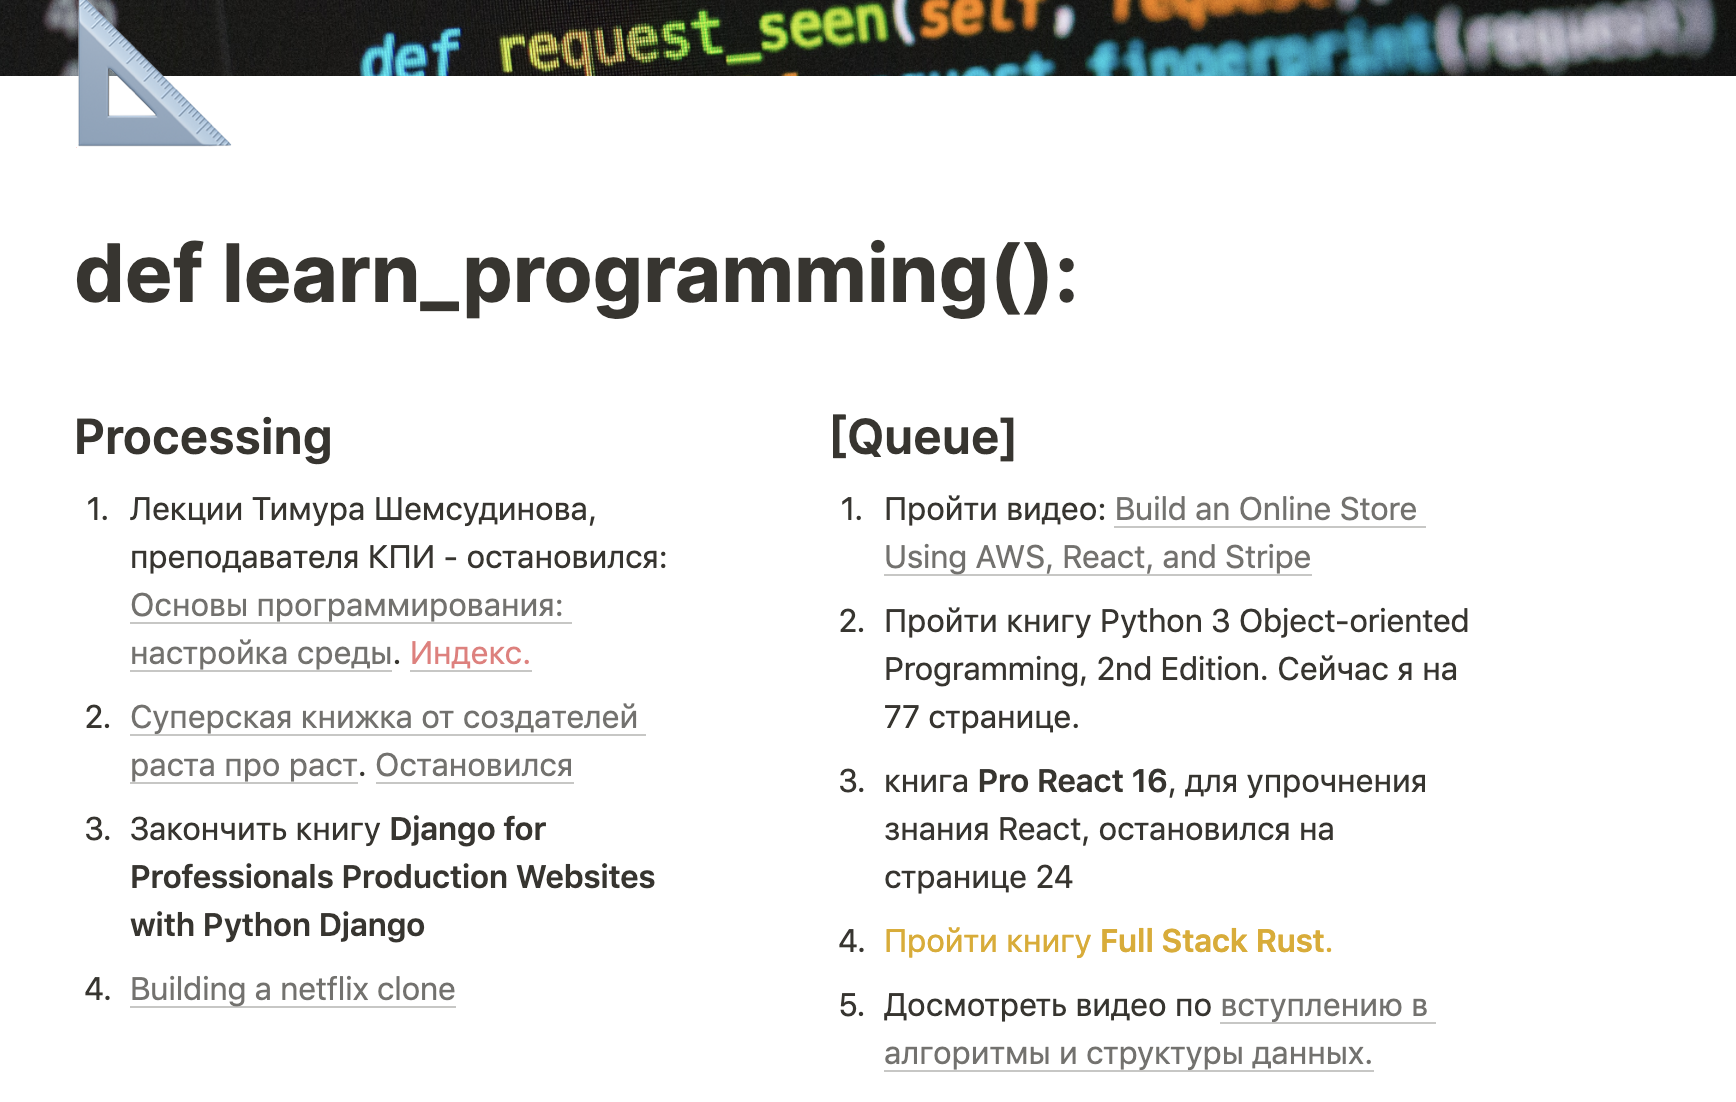 def request_seen(self, request):
request_fingerprint(request)
def learn_programming():
Processing
1. Лекции Тимура Шемсудинова,
преподавателя КПИ - остановился:
Основы программирования:
настройка среды. Индекс.
2. Суперская книжка от создателей
раста про раст. Остановился
3. Закончить книгу Django for
Professionals Production Websites
with Python Django
4. Building a netflix clone
[Queue]
1. Пройти видео: Build an Online Store
Using AWS, React, and Stripe
2. Пройти книгу Python 3 Object-oriented
Programming, 2nd Edition. Сейчас я на
77 странице.
3. книга Pro React 16, для упрочнения
знания React, остановился на
странице 24
4. Пройти книгу Full Stack Rust.
5. Досмотреть видео по вступлению в
алгоритмы и структуры данных.